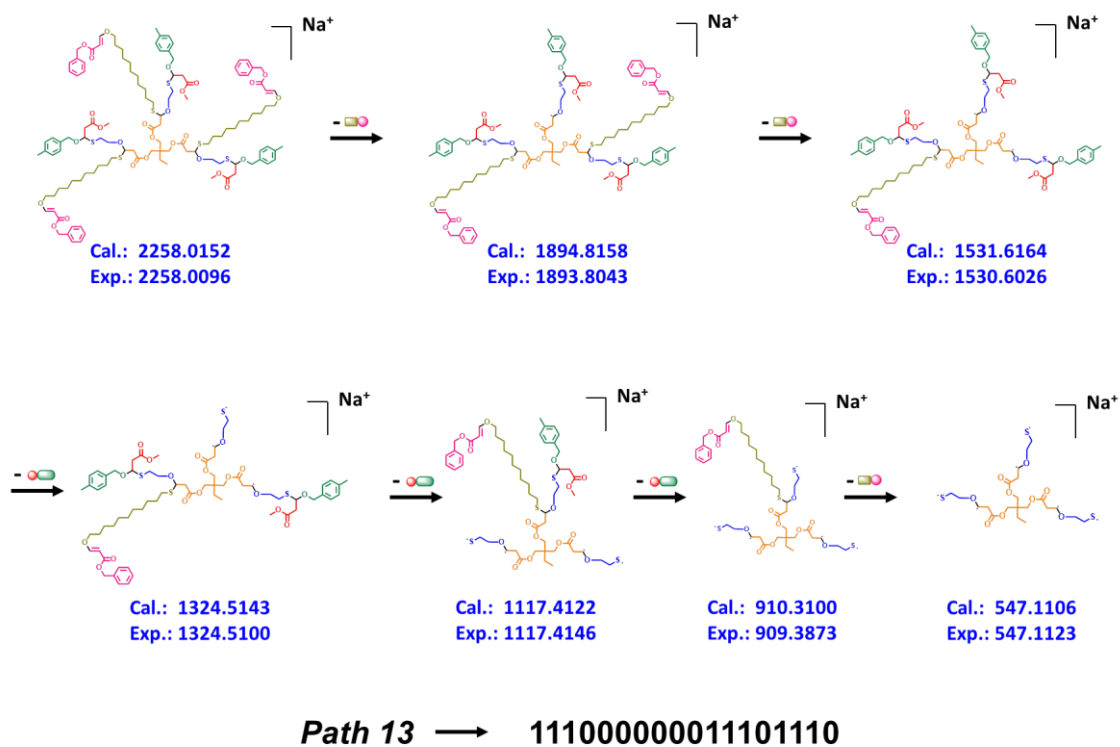 Na⁺
Na⁺
Na⁺
Cal.: 2258.0152
Exp.: 2258.0096
Cal.: 1894.8158
Exp.: 1893.8043
Cal.: 1531.6164
Exp.: 1530.6026
Na⁺
Na⁺
Na⁺
Na⁺
Cal.: 1324.5143
Exp.: 1324.5100
Cal.: 1117.4122
Exp.: 1117.4146
Cal.: 910.3100
Exp.: 909.3873
Cal.: 547.1106
Exp.: 547.1123
Path 13 → 111000000011101110